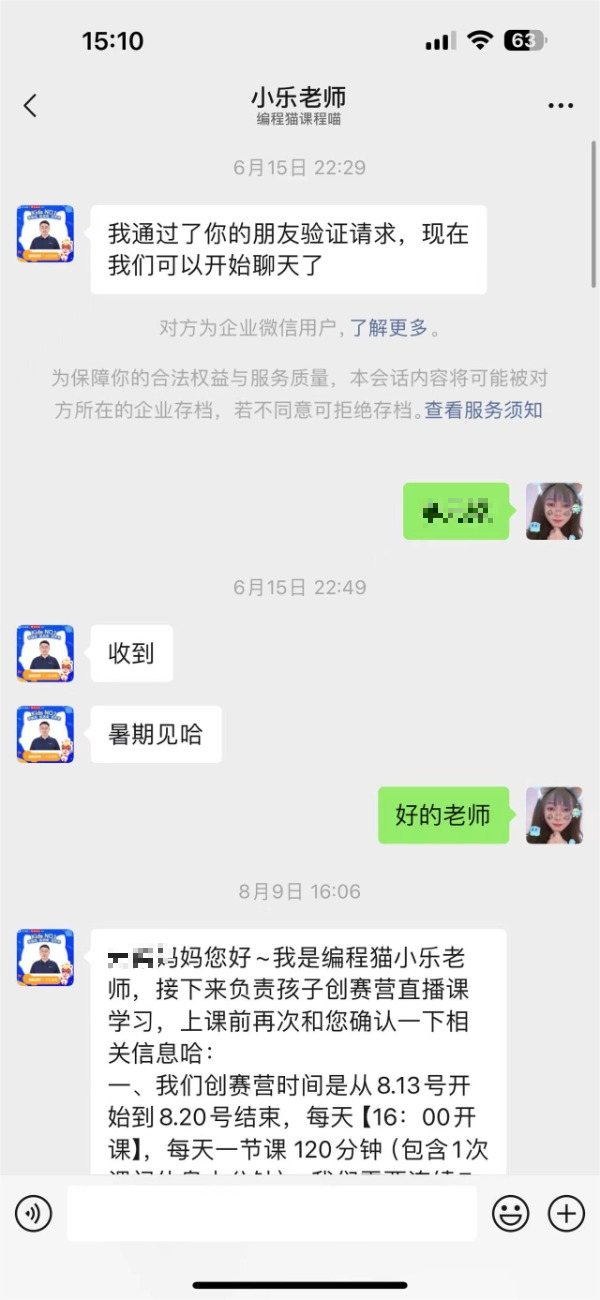 15:10
63
小乐老师
编程猫课程喵
6月15日 22:29
我通过了你的朋友验证请求，现在
我们可以开始聊天了
对方为企业微信用户，了解更多。
为保障你的合法权益与服务质量，本会话内容将可能被对
方所在的企业存档，若不同意可拒绝存档。查看服务须知
6月15日 22:49
收到
暑期见哈
好的老师
8月9日 16:06
妈妈您好~我是编程猫小乐老
师，接下来负责孩子创赛营直播课
学习，上课前再次和您确认一下相
关信息哈：
一、我们创赛营时间是从8.13号开
始到8.20号结束，每天【16：00开
课】，每天一节课 120分钟（包含1次